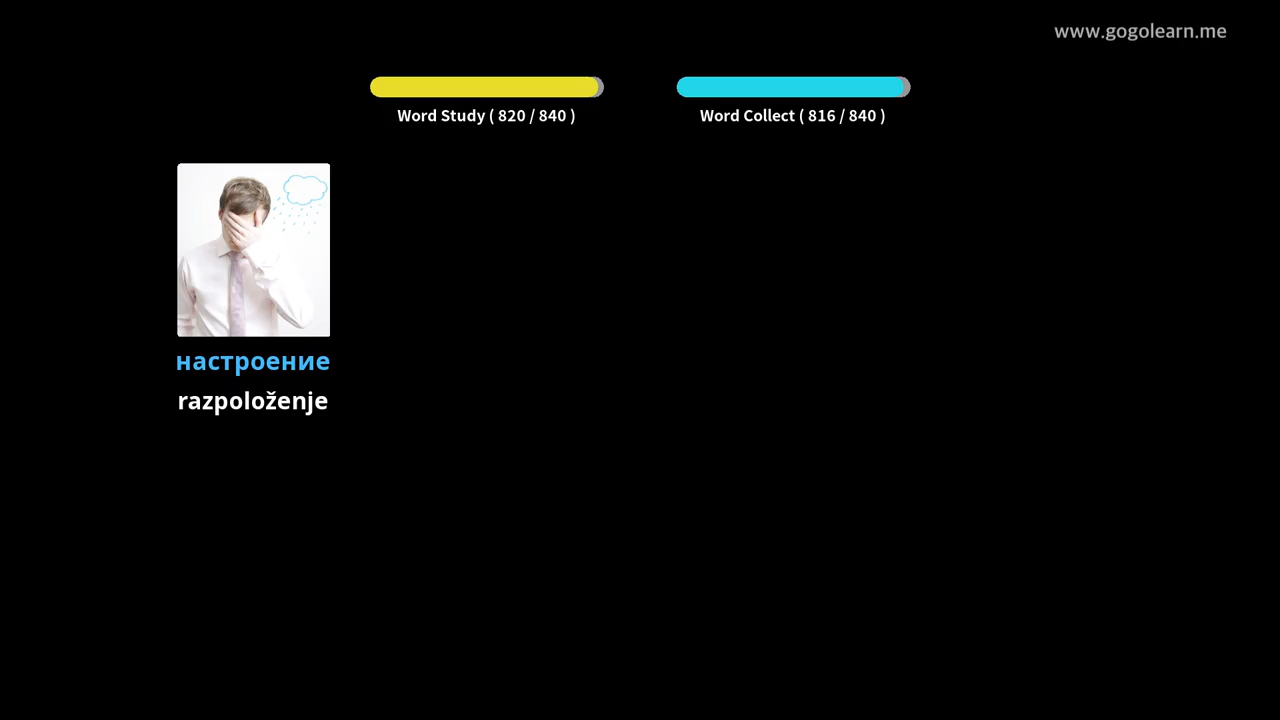 www.gogolearn.me
Word Study ( 820 / 840 )
Word Collect ( 816 / 840 )
настроение
razpoloženje